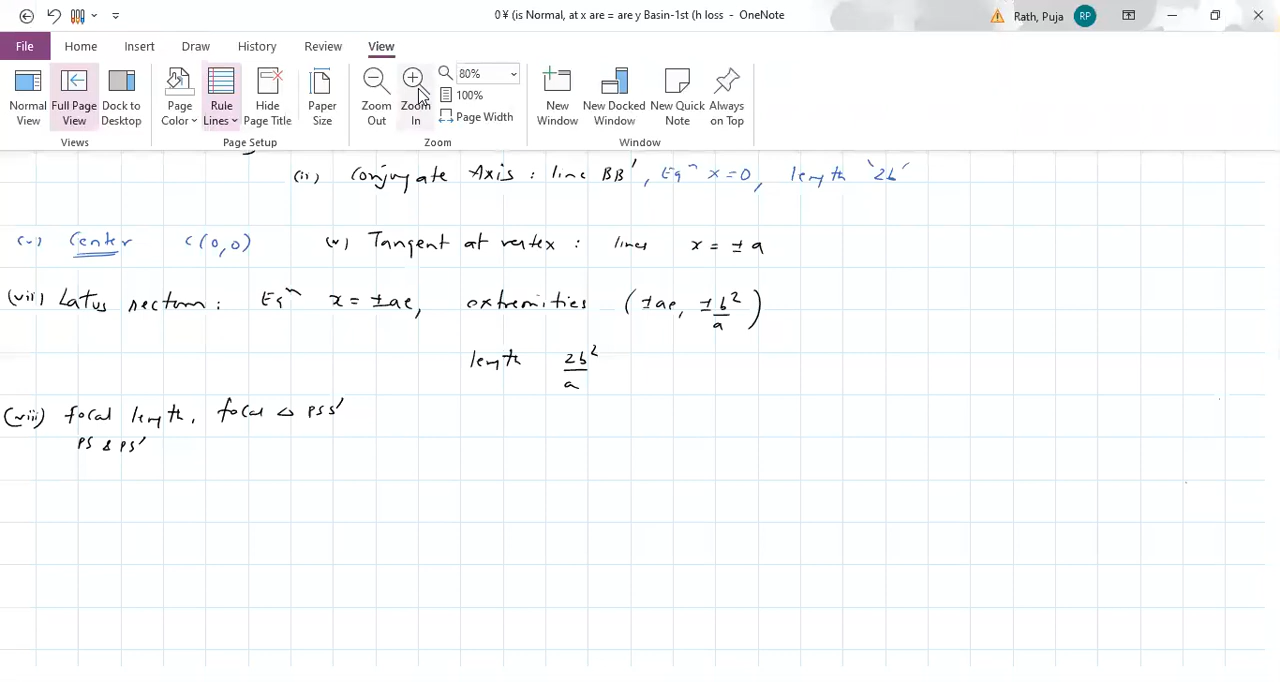 0 ¥ (is Normal, at x are = are y Basin-1st (h loss - OneNote
Rath, Puja RP
File Home Insert Draw History Review View
Normal View
Full Page View
Dock to Desktop
Page Color
Rule Lines
Hide Page Title
Paper Size
Zoom Out
Zoom In
80%
100%
Page Width
New Window
New Docked Window
New Quick Note
Always on Top
Views Page Setup Zoom Window
(ii) Conjugate Axis : line BB', Eqⁿ x=0, length '2b'
(v) Center C(0,0) (v) Tangent at vertex : lines x = ± a
(vii) Latus rectum : Eqⁿ x = ±ae, extremities (±ae, ±b²/a)
length 2b²/a
(viii) focal length, focal △ PSS'
PS & PS'